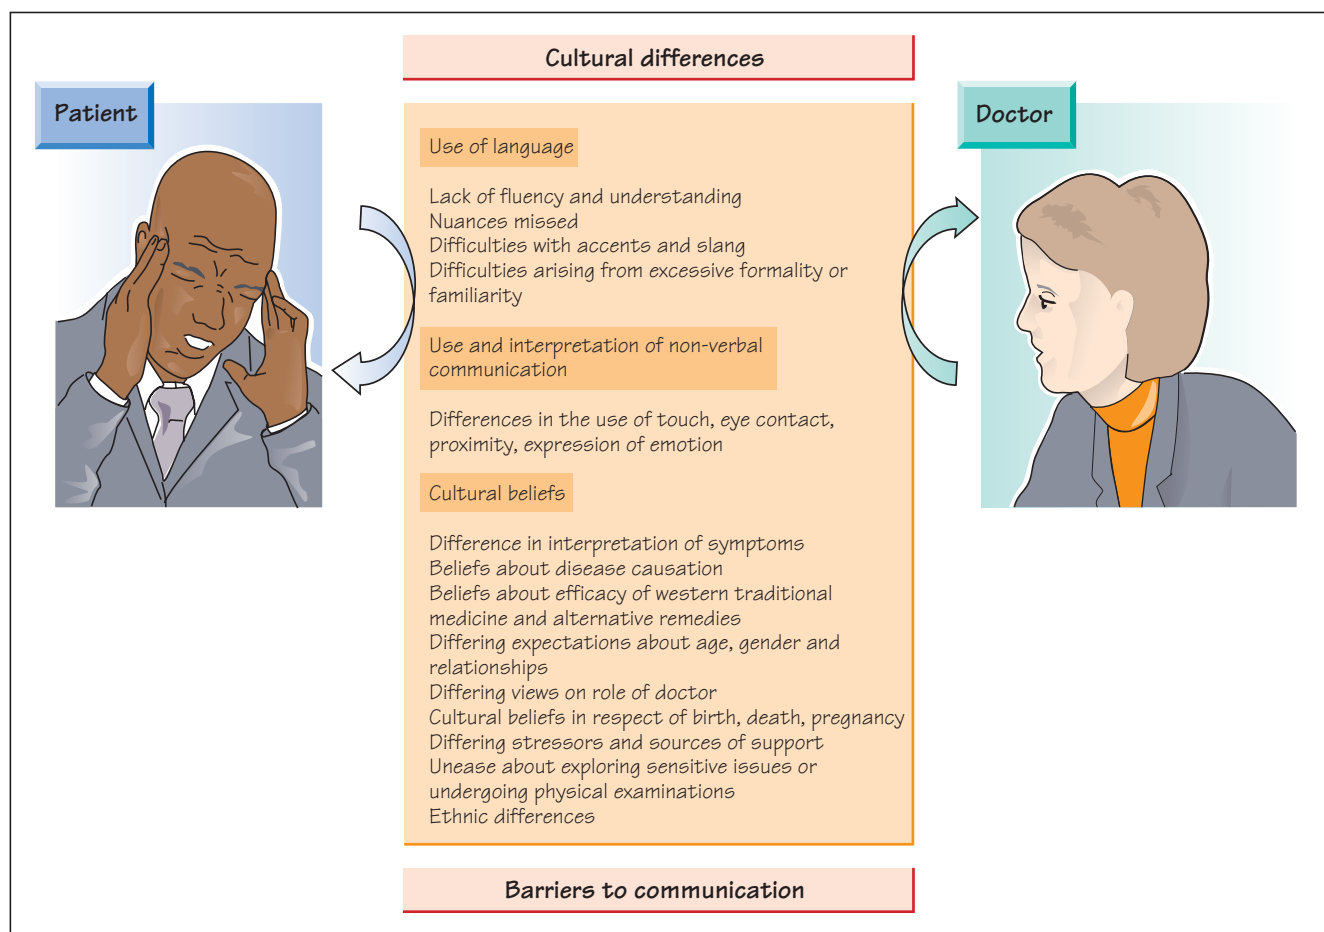 Cultural differences
Patient
Doctor
Use of language
Lack of fluency and understanding
Nuances missed
Difficulties with accents and slang
Difficulties arising from excessive formality or
familiarity
Use and interpretation of non-verbal
communication
Differences in the use of touch, eye contact,
proximity, expression of emotion
Cultural beliefs
Difference in interpretation of symptoms
Beliefs about disease causation
Beliefs about efficacy of western traditional
medicine and alternative remedies
Differing expectations about age, gender and
relationships
Differing views on role of doctor
Cultural beliefs in respect of birth, death, pregnancy
Differing stressors and sources of support
Unease about exploring sensitive issues or
undergoing physical examinations
Ethnic differences
Barriers to communication